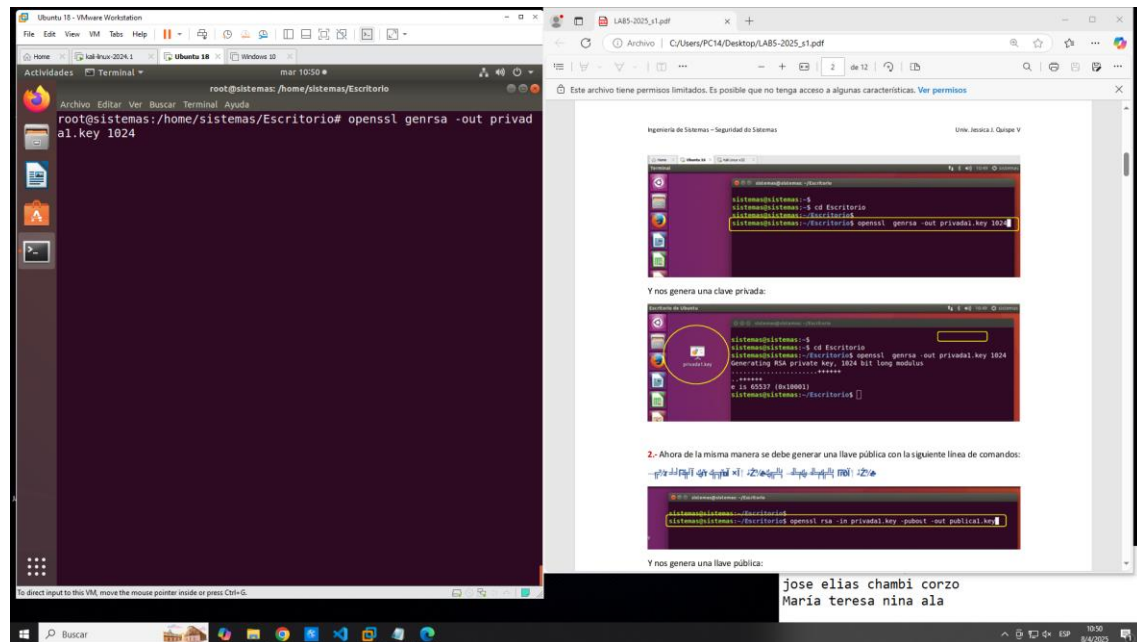 Ubuntu 18 - VMware Workstation
File Edit View VM Tabs Help
Home kali-linux-2024.1 Ubuntu 18 Windows 10
Actividades Terminal mar 10:50
root@sistemas: /home/sistemas/Escritorio
Archivo Editar Ver Buscar Terminal Ayuda
root@sistemas:/home/sistemas/Escritorio# openssl genrsa -out privad
a1.key 1024
To direct input to this VM, move the mouse pointer inside or press Ctrl+G.
LAB5-2025_s1.pdf
Archivo C:/Users/PC14/Desktop/LAB5-2025_s1.pdf
2 de 12
Este archivo tiene permisos limitados. Es posible que no tenga acceso a algunas características. Ver permisos
Ingeniería de Sistemas – Seguridad de Sistemas Univ. Jessica J. Quispe V
Terminal
sistemas@sistemas: ~/Escritorio
sistemas@sistemas:~$
sistemas@sistemas:~$ cd Escritorio
sistemas@sistemas:~/Escritorio$
sistemas@sistemas:~/Escritorio$ openssl genrsa -out privada1.key 1024
Y nos genera una clave privada:
Escritorio de Ubuntu
privada1.key
sistemas@sistemas:~$
sistemas@sistemas:~$ cd Escritorio
sistemas@sistemas:~/Escritorio$ openssl genrsa -out privada1.key 1024
Generating RSA private key, 1024 bit long modulus
.....................++++++
..++++++
e is 65537 (0x10001)
sistemas@sistemas:~/Escritorio$
2.- Ahora de la misma manera se debe generar una llave pública con la siguiente línea de comandos:
sistemas@sistemas: ~/Escritorio
sistemas@sistemas:~/Escritorio$
sistemas@sistemas:~/Escritorio$ openssl rsa -in privada1.key -pubout -out publica1.key
Y nos genera una llave pública:
jose elias chambi corzo
María teresa nina ala
Buscar
ESP
10:50
8/4/2025